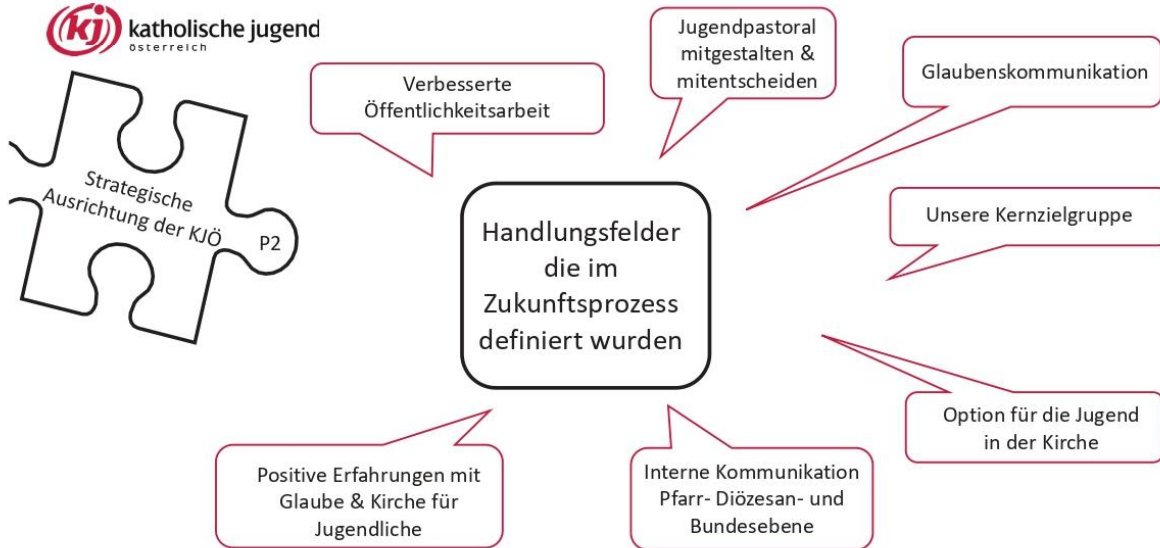 kj katholische jugend
österreich
Strategische
Ausrichtung der KJÖ
P2
Verbesserte
Öffentlichkeitsarbeit
Jugendpastoral
mitgestalten &
mitentscheiden
Glaubenskommunikation
Unsere Kernzielgruppe
Handlungsfelder
die im
Zukunftsprozess
definiert wurden
Option für die Jugend
in der Kirche
Positive Erfahrungen mit
Glaube & Kirche für
Jugendliche
Interne Kommunikation
Pfarr- Diözesan- und
Bundesebene